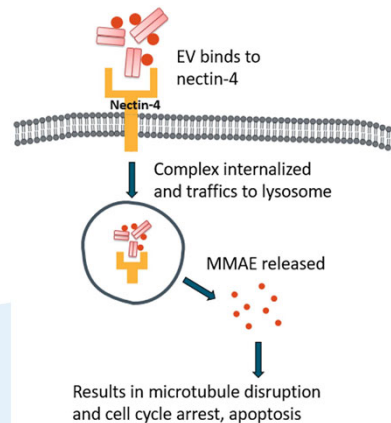 EV binds to
nectin-4
Nectin-4
Complex internalized
and traffics to lysosome
MMAE released
Results in microtubule disruption
and cell cycle arrest, apoptosis